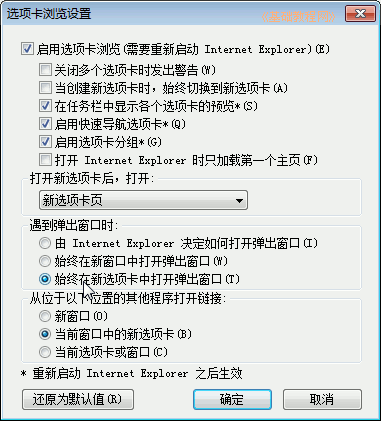 选项卡浏览设置
启用选项卡浏览(需要重新启动 Internet Explorer)(E)
关闭多个选项卡时发出警告(W)
当创建新选项卡时，始终切换到新选项卡(A)
在任务栏中显示各个选项卡的预览*(S)
启用快速导航选项卡*(Q)
启用选项卡分组*(G)
打开 Internet Explorer 时只加载第一个主页(F)
打开新选项卡后，打开:
新选项卡页
遇到弹出窗口时:
由 Internet Explorer 决定如何打开弹出窗口(I)
始终在新窗口中打开弹出窗口(W)
始终在新选项卡中打开弹出窗口(T)
从位于以下位置的其他程序打开链接:
新窗口(O)
当前窗口中的新选项卡(B)
当前选项卡或窗口(C)
* 重新启动 Internet Explorer 之后生效
还原为默认值(R) 确定 取消